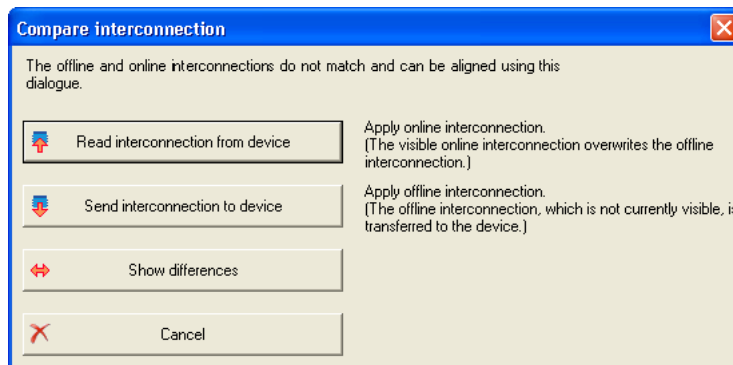 Compare interconnection
The offline and online interconnections do not match and can be aligned using this
dialogue.
Read interconnection from device
Apply online interconnection.
(The visible online interconnection overwrites the offline
interconnection.)
Send interconnection to device
Apply offline interconnection.
(The offline interconnection, which is not currently visible, is
transferred to the device.)
Show differences
Cancel